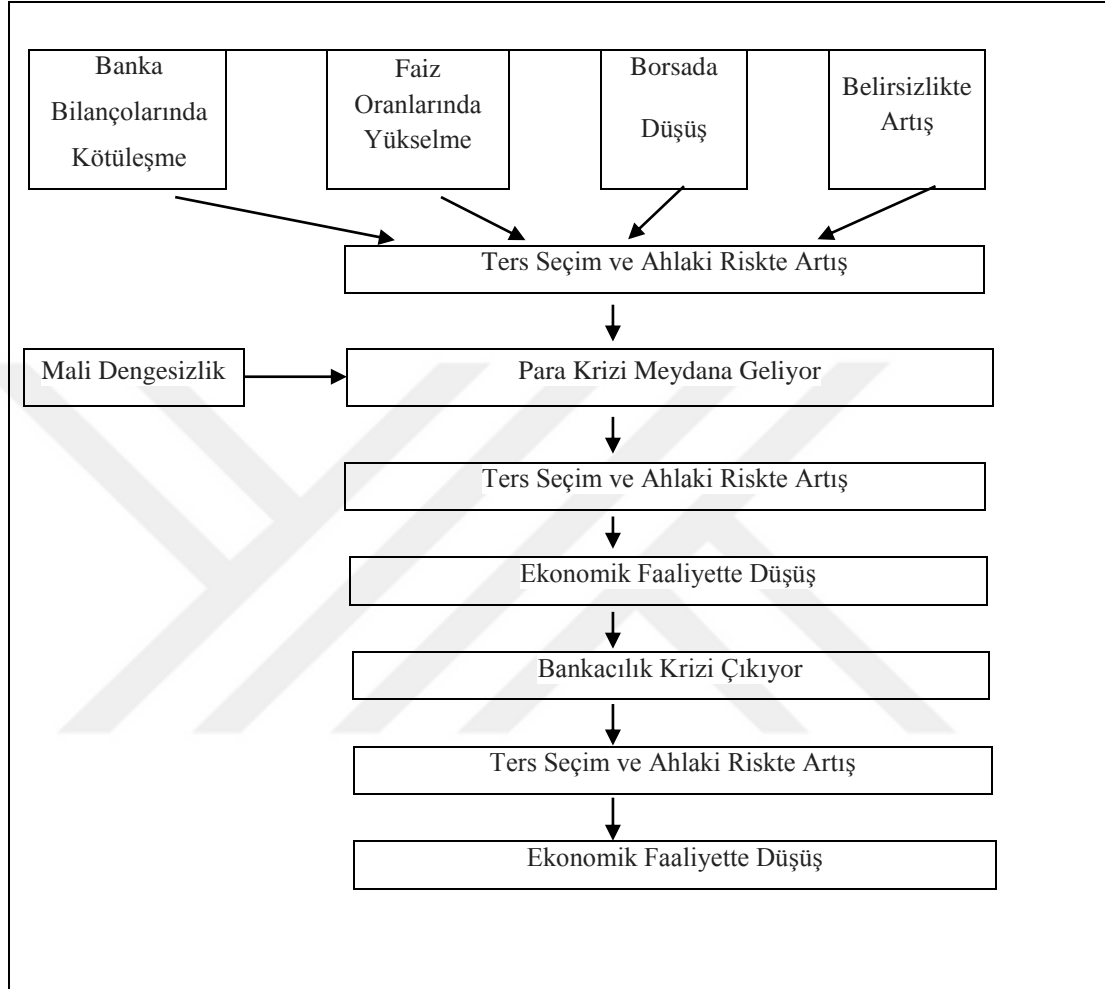 Banka
Bilançolarında
Kötüleşme
Faiz
Oranlarında
Yükselme
Borsada
Düşüş
Belirsizlikte
Artış
Ters Seçim ve Ahlaki Riskte Artış
Mali Dengesizlik
Para Krizi Meydana Geliyor
Ters Seçim ve Ahlaki Riskte Artış
Ekonomik Faaliyette Düşüş
Bankacılık Krizi Çıkıyor
Ters Seçim ve Ahlaki Riskte Artış
Ekonomik Faaliyette Düşüş